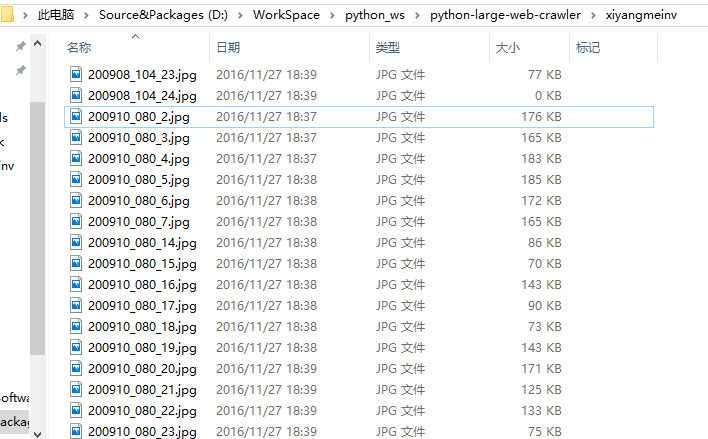 此电脑 > Source&Packages (D:) > WorkSpace > python_ws > python-large-web-crawler > xiyangmeinv
名称 日期 类型 大小 标记
200908_104_23.jpg 2016/11/27 18:39 JPG 文件 77 KB
200908_104_24.jpg 2016/11/27 18:39 JPG 文件 0 KB
200910_080_2.jpg 2016/11/27 18:37 JPG 文件 176 KB
200910_080_3.jpg 2016/11/27 18:37 JPG 文件 165 KB
200910_080_4.jpg 2016/11/27 18:37 JPG 文件 183 KB
200910_080_5.jpg 2016/11/27 18:38 JPG 文件 185 KB
200910_080_6.jpg 2016/11/27 18:38 JPG 文件 172 KB
200910_080_7.jpg 2016/11/27 18:38 JPG 文件 165 KB
200910_080_14.jpg 2016/11/27 18:38 JPG 文件 86 KB
200910_080_15.jpg 2016/11/27 18:38 JPG 文件 70 KB
200910_080_16.jpg 2016/11/27 18:38 JPG 文件 143 KB
200910_080_17.jpg 2016/11/27 18:38 JPG 文件 90 KB
200910_080_18.jpg 2016/11/27 18:38 JPG 文件 73 KB
200910_080_19.jpg 2016/11/27 18:38 JPG 文件 143 KB
200910_080_20.jpg 2016/11/27 18:39 JPG 文件 171 KB
200910_080_21.jpg 2016/11/27 18:39 JPG 文件 125 KB
200910_080_22.jpg 2016/11/27 18:39 JPG 文件 133 KB
200910_080_23.jpg 2016/11/27 18:39 JPG 文件 75 KB